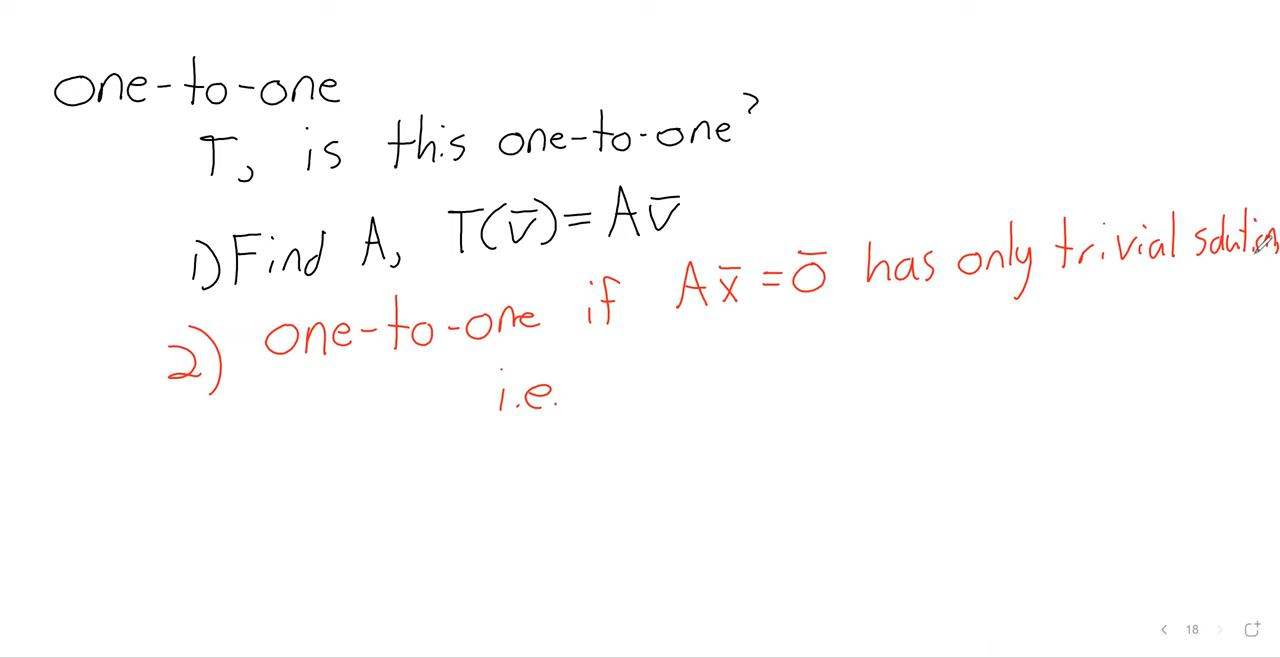 one-to-one
T, is this one-to-one?
1) Find A, T(v̄) = Av̄
2) one-to-one if Ax̄ = 0̄ has only trivial solution
i.e.
< 18 >